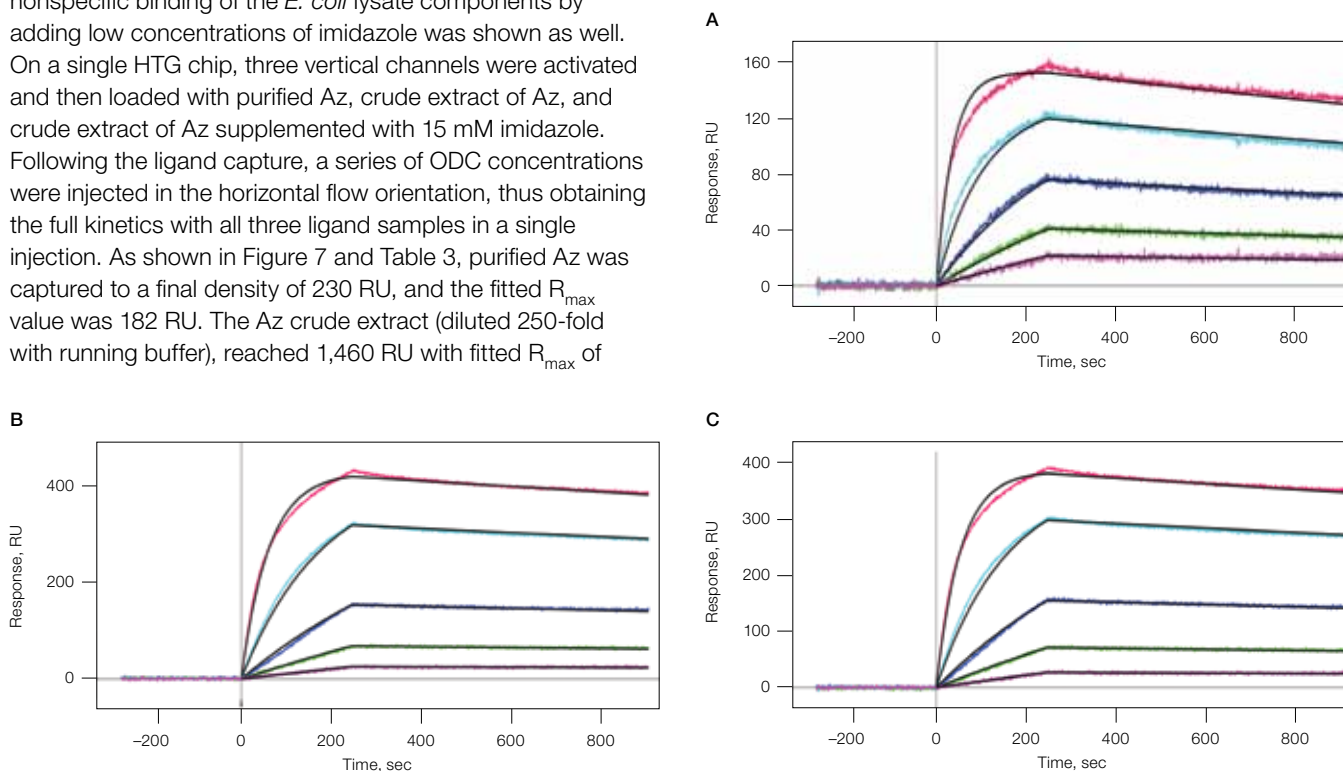 nonspecific binding of the E. coli lysate components by
adding low concentrations of imidazole was shown as well.
On a single HTG chip, three vertical channels were activated
and then loaded with purified Az, crude extract of Az, and
crude extract of Az supplemented with 15 mM imidazole.
Following the ligand capture, a series of ODC concentrations
were injected in the horizontal flow orientation, thus obtaining
the full kinetics with all three ligand samples in a single
injection. As shown in Figure 7 and Table 3, purified Az was
captured to a final density of 230 RU, and the fitted Rmax
value was 182 RU. The Az crude extract (diluted 250-fold
with running buffer), reached 1,460 RU with fitted Rmax of
A
Response, RU
160
120
80
40
0
–200 0 200 400 600 800
Time, sec
B
Response, RU
400
200
0
–200 0 200 400 600 800
Time, sec
C
Response, RU
400
300
200
100
0
–200 0 200 400 600 800
Time, sec